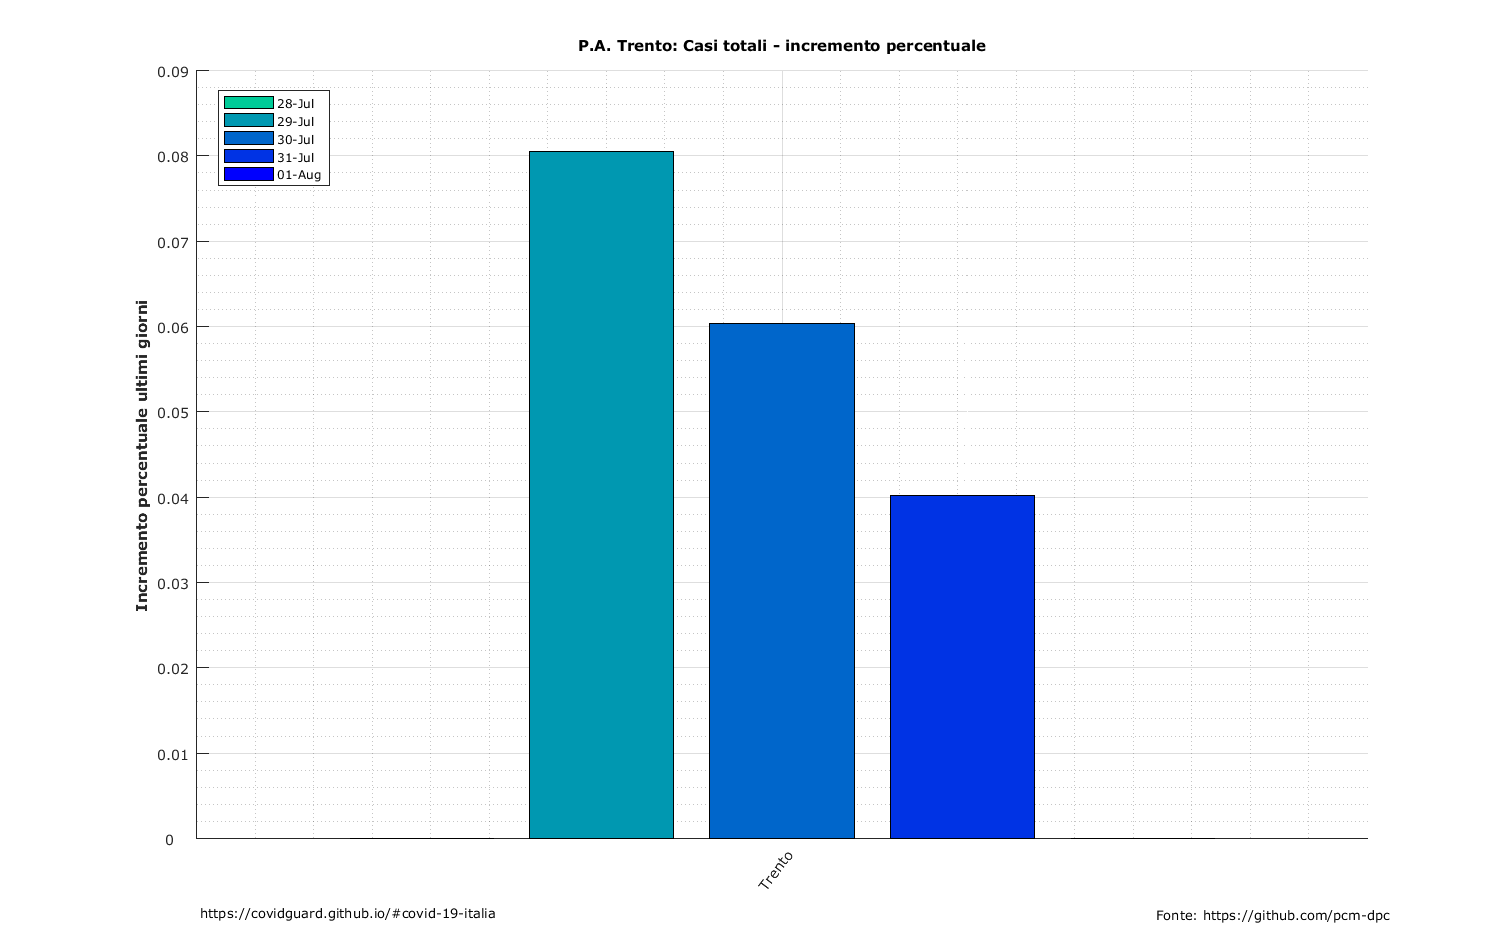 P.A. Trento: Casi totali - incremento percentuale
0.09
0.08
0.07
0.06
0.05
0.04
0.03
0.02
0.01
0
28-Jul
29-Jul
30-Jul
31-Jul
01-Aug
Incremento percentuale ultimi giorni
Trento
https://covidguard.github.io/#covid-19-italia
Fonte: https://github.com/pcm-dpc